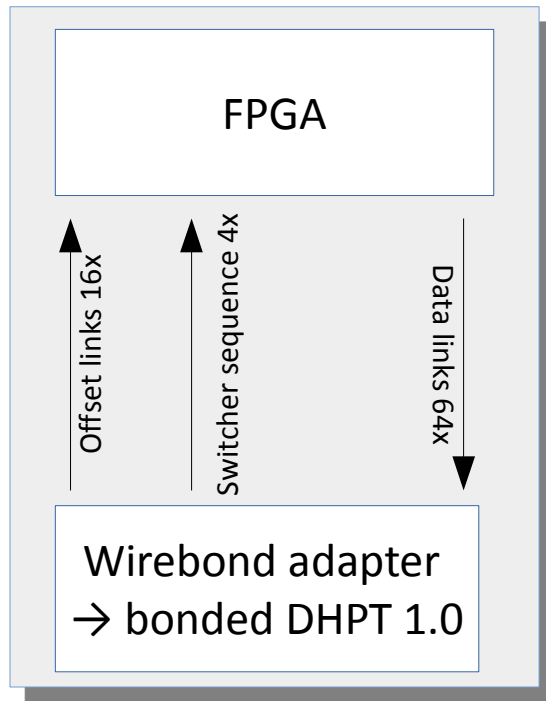 FPGA
Offset links 16x
Switcher sequence 4x
Data links 64x
Wirebond adapter
→ bonded DHPT 1.0